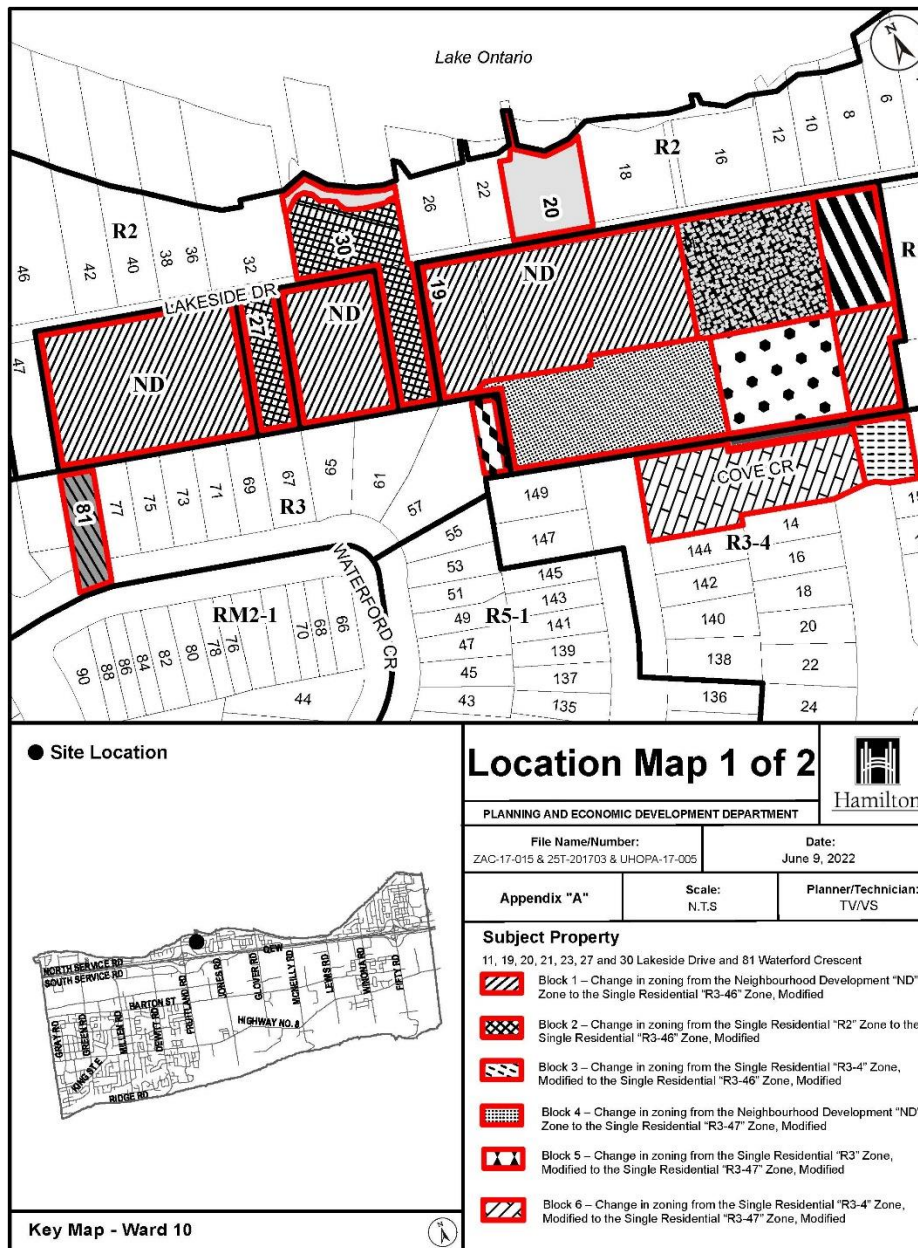 Lake Ontario
N
6
8
10
12
R2
16
18
20
22
26
30
R2
46
42
40
38
36
32
LAKESIDE DR
47
ND
27
ND
19
ND
R
81
77
75
73
71
69
67
65
61
57
R3
WATERFORD CR
55
53
51
49
47
45
43
R5-1
149
147
145
143
141
139
137
135
COVE CR
R3-4
144
142
140
138
136
14
16
18
20
22
24
15
RM2-1
90
88
86
84
82
80
78
76
70
68
66
44
Site Location
NORTH SERVICE RD
SOUTH SERVICE RD
QEW
BARTON ST
HIGHWAY NO. 8
GRAY RD
GREEN RD
MILLEN RD
DEWITT RD
FRUITLAND RD
JONES RD
GLOVER RD
MCNEILLY RD
LEWIS RD
WINONA RD
FIFTY RD
KING ST E
RIDGE RD
Key Map - Ward 10
N
Location Map 1 of 2
Hamilton
PLANNING AND ECONOMIC DEVELOPMENT DEPARTMENT
File Name/Number:
ZAC-17-015 & 25T-201703 & UHOPA-17-005
Date:
June 9, 2022
Appendix "A"
Scale:
N.T.S
Planner/Technician:
TV/VS
Subject Property
11, 19, 20, 21, 23, 27 and 30 Lakeside Drive and 81 Waterford Crescent
Block 1 – Change in zoning from the Neighbourhood Development "ND"
Zone to the Single Residential "R3-46" Zone, Modified
Block 2 – Change in zoning from the Single Residential "R2" Zone to the
Single Residential "R3-46" Zone, Modified
Block 3 – Change in zoning from the Single Residential "R3-4" Zone,
Modified to the Single Residential "R3-46" Zone, Modified
Block 4 – Change in zoning from the Neighbourhood Development "ND"
Zone to the Single Residential "R3-47" Zone, Modified
Block 5 – Change in zoning from the Single Residential "R3" Zone,
Modified to the Single Residential "R3-47" Zone, Modified
Block 6 – Change in zoning from the Single Residential "R3-4" Zone,
Modified to the Single Residential "R3-47" Zone, Modified